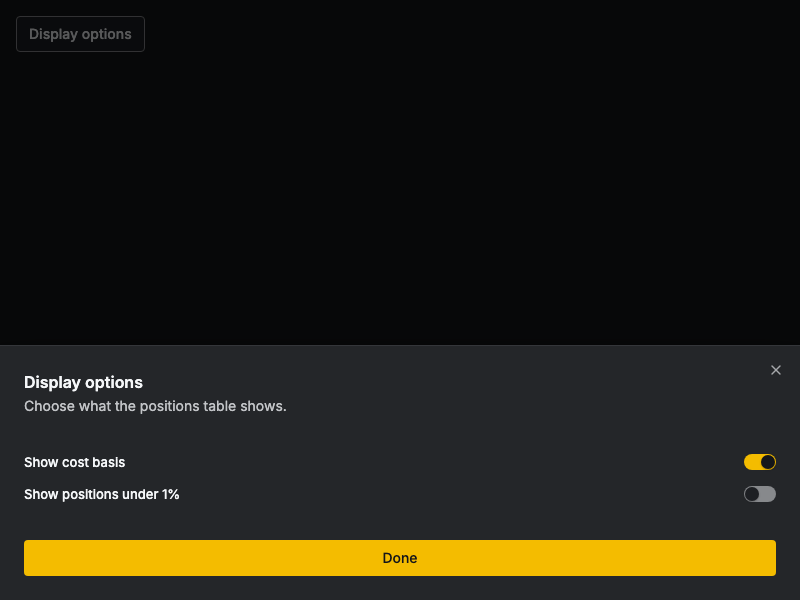 Display options
Display options
Choose what the positions table shows.
Show cost basis
Show positions under 1%
Done